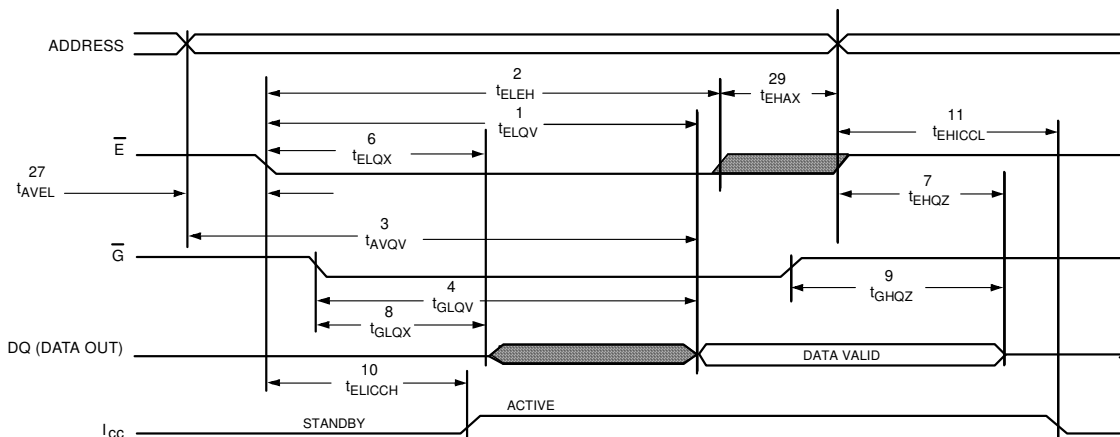 ADDRESS
2
tELEH
29
tEHAX
1
tELQV
11
tEHICCL
6
tELQX
E
27
tAVEL
7
tEHQZ
3
tAVQV
G
9
tGHQZ
4
tGLQV
8
tGLQX
DQ (DATA OUT)
DATA VALID
10
tELICCH
ACTIVE
STANDBY
ICC